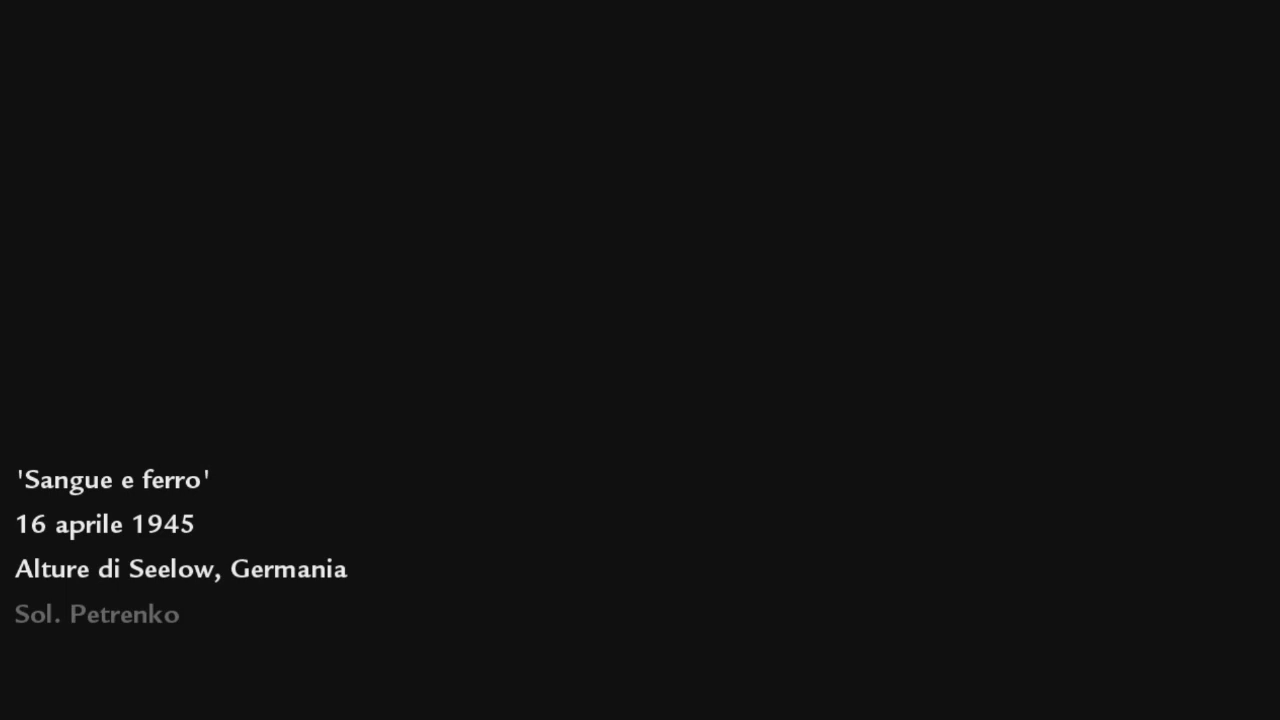 'Sangue e ferro'
16 aprile 1945
Alture di Seelow, Germania
Sol. Petrenko